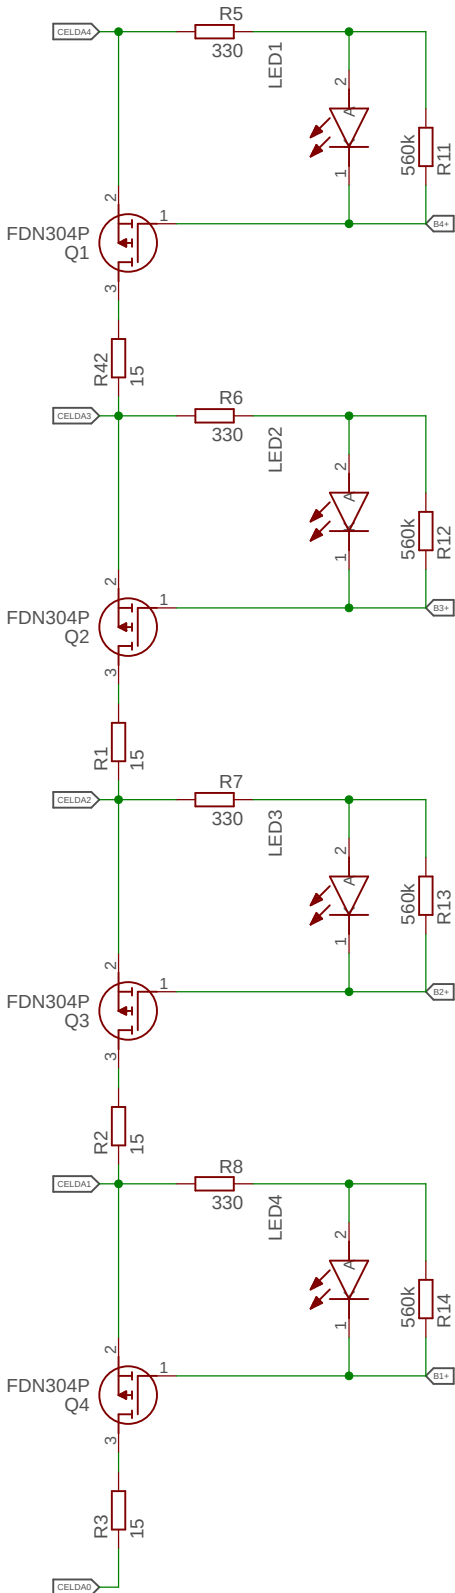 R5
CELDA4
330
LED1
2
A
560k
R11
1
2
1
B4+
FDN304P
Q1
3
R42
15
R6
CELDA3
330
LED2
2
A
560k
R12
1
2
1
B3+
FDN304P
Q2
3
R1
15
R7
CELDA2
330
LED3
2
A
560k
R13
1
2
1
B2+
FDN304P
Q3
3
R2
15
R8
CELDA1
330
LED4
2
A
560k
R14
1
2
1
B1+
FDN304P
Q4
3
R3
15
CELDA0